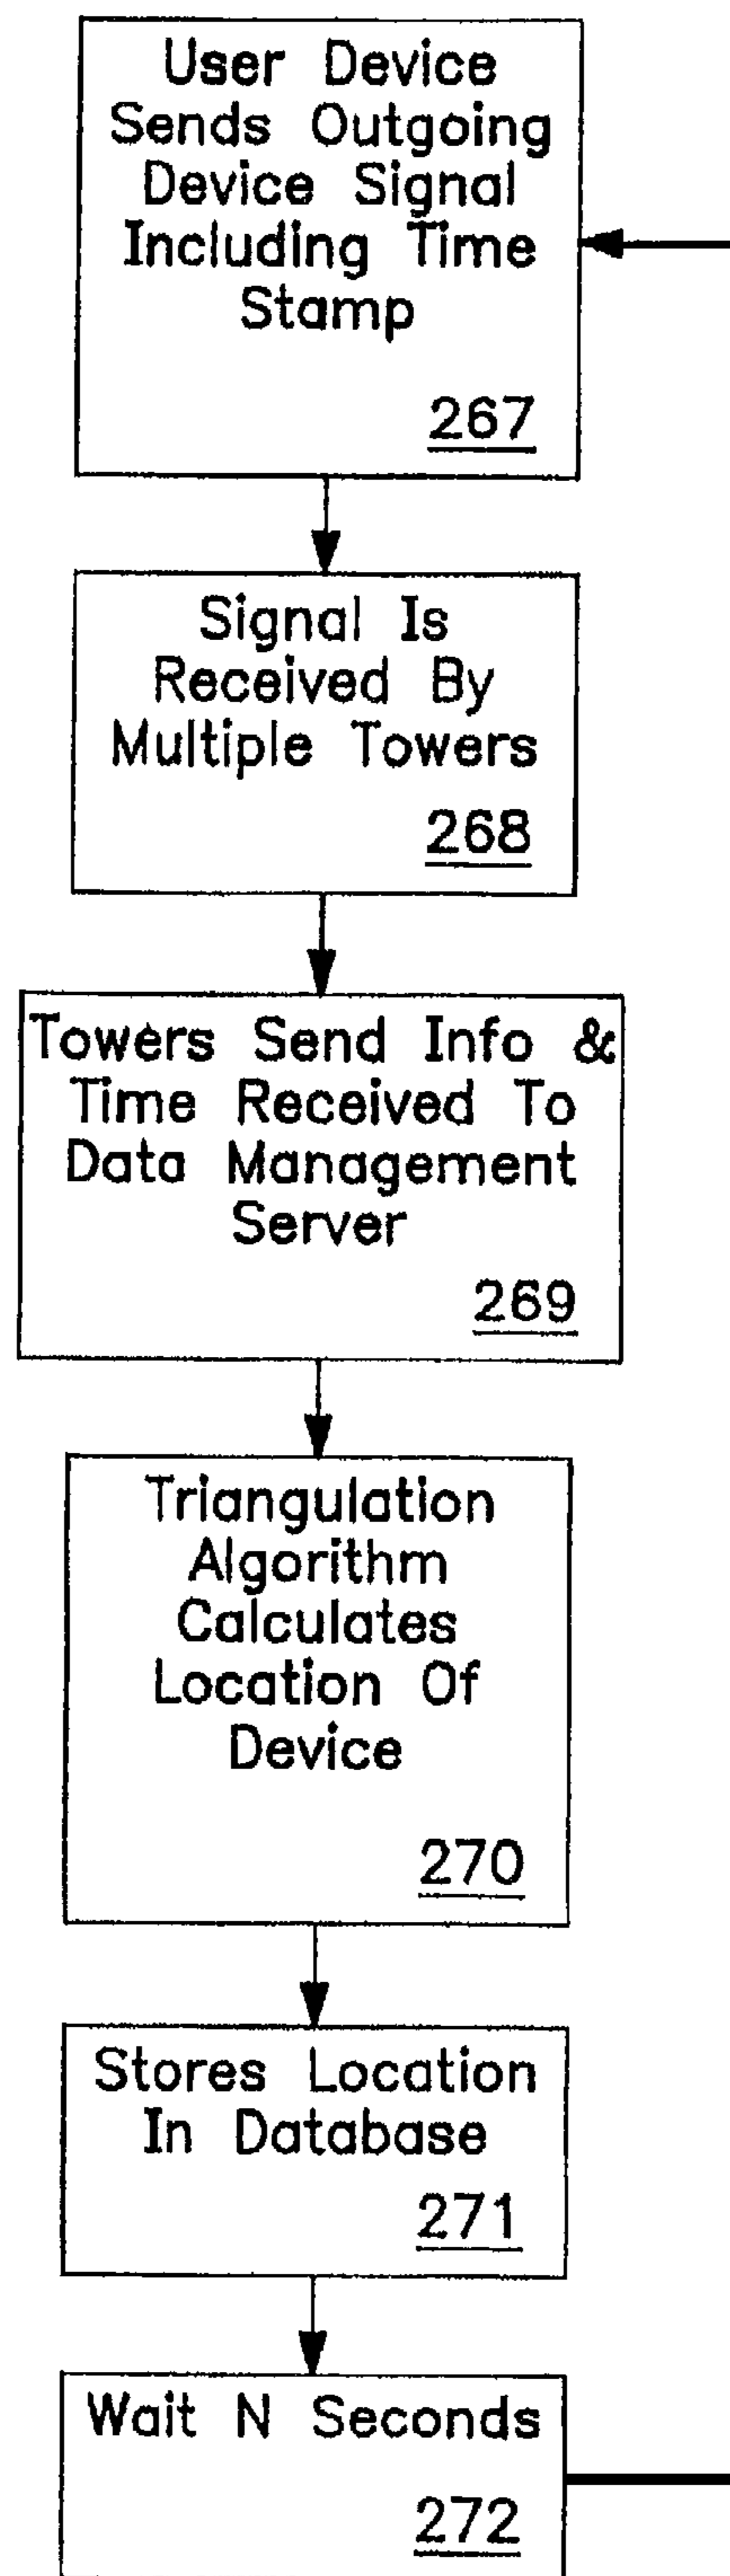 User Device
Sends Outgoing
Device Signal
Including Time
Stamp
267
Signal Is
Received By
Multiple Towers
268
Towers Send Info &
Time Received To
Data Management
Server
269
Triangulation
Algorithm
Calculates
Location Of
Device
270
Stores Location
In Database
271
Wait N Seconds
272